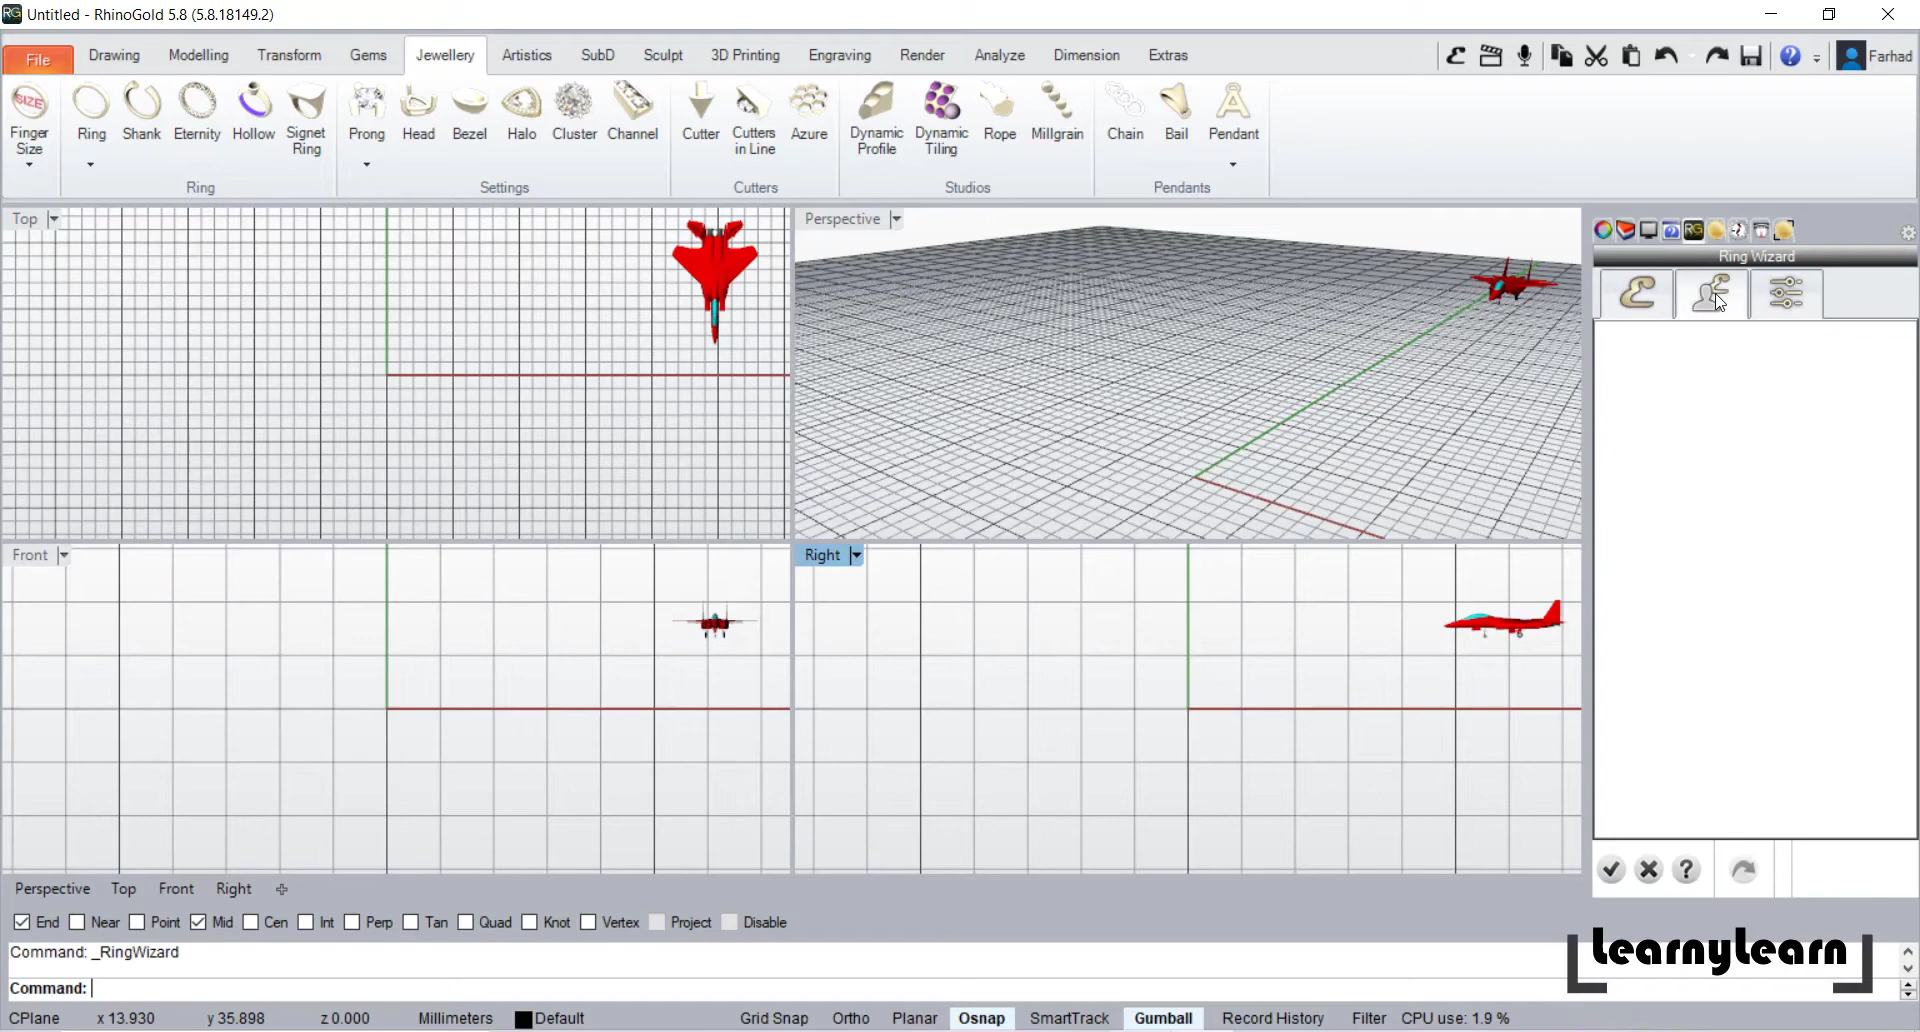 Untitled - RhinoGold 5.8 (5.8.18149.2)
File Drawing Modelling Transform Gems Jewellery Artistics SubD Sculpt 3D Printing Engraving Render Analyze Dimension Extras Farhad
SIZE
Finger Size Ring Shank Eternity Hollow Signet Ring Prong Head Bezel Halo Cluster Channel Cutter Cutters in Line Azure Dynamic Profile Dynamic Tiling Rope Millgrain Chain Bail Pendant
Ring Settings Cutters Studios Pendants
Top Perspective
RG
Ring Wizard
Front Right
Perspective Top Front Right
End Near Point Mid Cen Int Perp Tan Quad Knot Vertex Project Disable
Command: _RingWizard
LearnyLearn
Command:
CPlane x 13.930 y 35.898 z 0.000 Millimeters Default Grid Snap Ortho Planar Osnap SmartTrack Gumball Record History Filter CPU use: 1.9 %